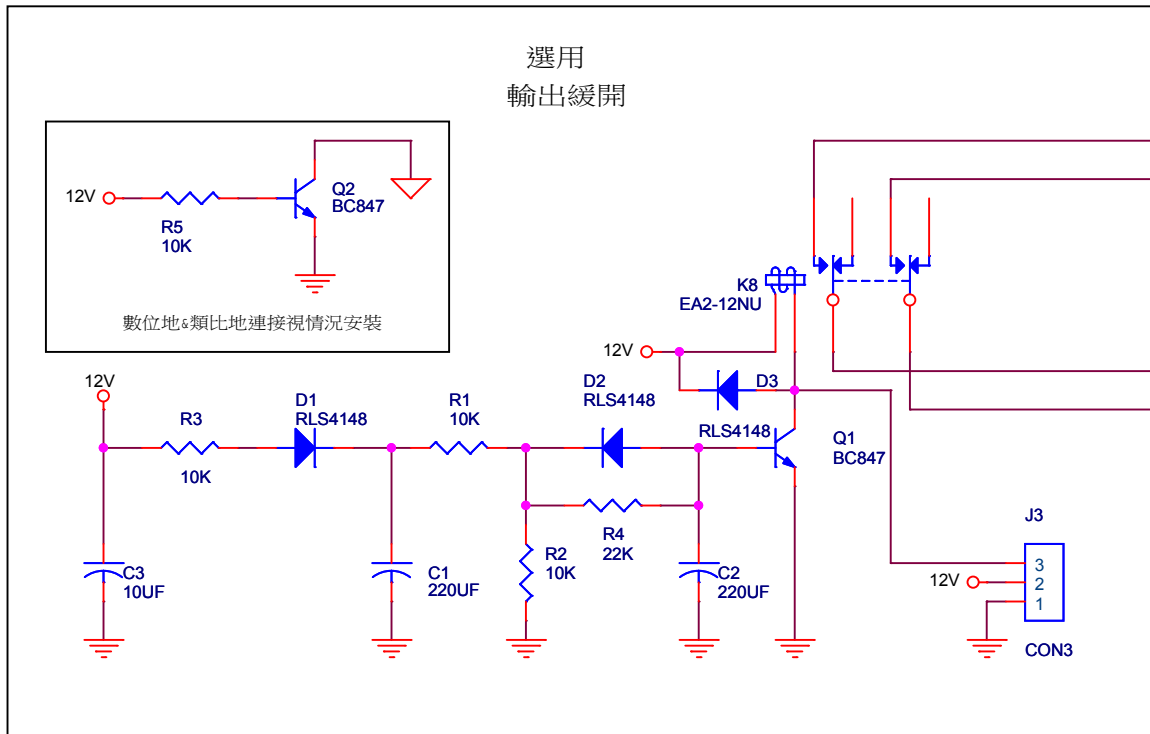 選用
輸出緩開
12V
R5
10K
Q2
BC847
數位地&類比地連接視情況安裝
K8
EA2-12NU
12V
12V
R3
10K
D1
RLS4148
R1
10K
D2
RLS4148
D3
RLS4148
Q1
BC847
R4
22K
R2
10K
C3
10UF
C1
220UF
C2
220UF
J3
3
2
1
12V
CON3